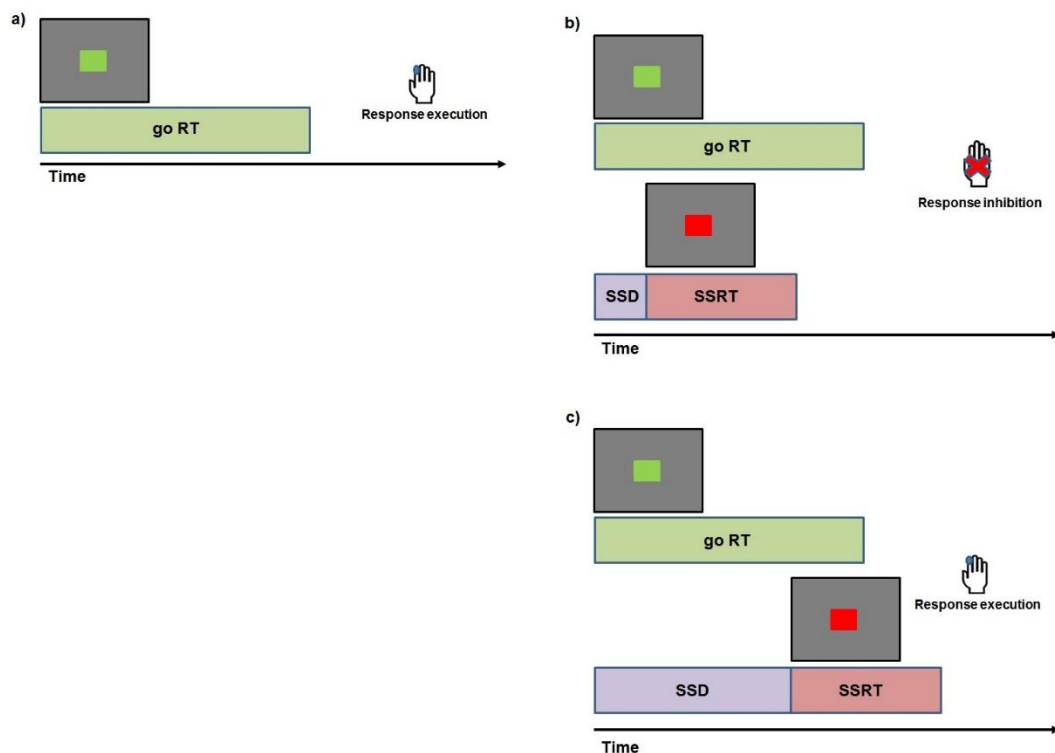 a)
go RT
Response execution
Time
b)
go RT
Response inhibition
SSD
SSRT
Time
c)
go RT
Response execution
SSD
SSRT
Time